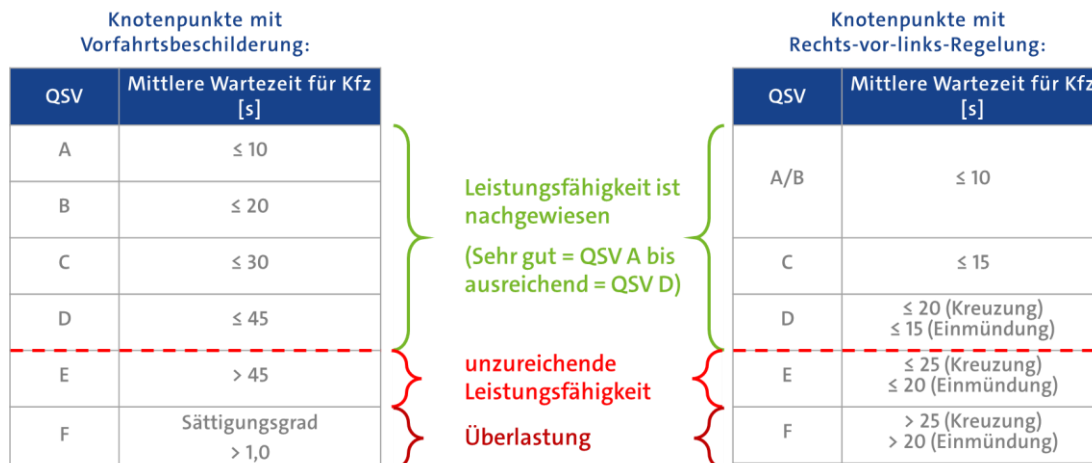 Knotenpunkte mit
Vorfahrtsbeschilderung:
QSV
Mittlere Wartezeit für Kfz
[s]
A
≤ 10
B
≤ 20
C
≤ 30
D
≤ 45
E
> 45
F
Sättigungsgrad
> 1,0
Leistungsfähigkeit ist
nachgewiesen
(Sehr gut = QSV A bis
ausreichend = QSV D)
unzureichende
Leistungsfähigkeit
Überlastung
Knotenpunkte mit
Rechts-vor-links-Regelung:
QSV
Mittlere Wartezeit für Kfz
[s]
A/B
≤ 10
C
≤ 15
D
≤ 20 (Kreuzung)
≤ 15 (Einmündung)
E
≤ 25 (Kreuzung)
≤ 20 (Einmündung)
F
> 25 (Kreuzung)
> 20 (Einmündung)